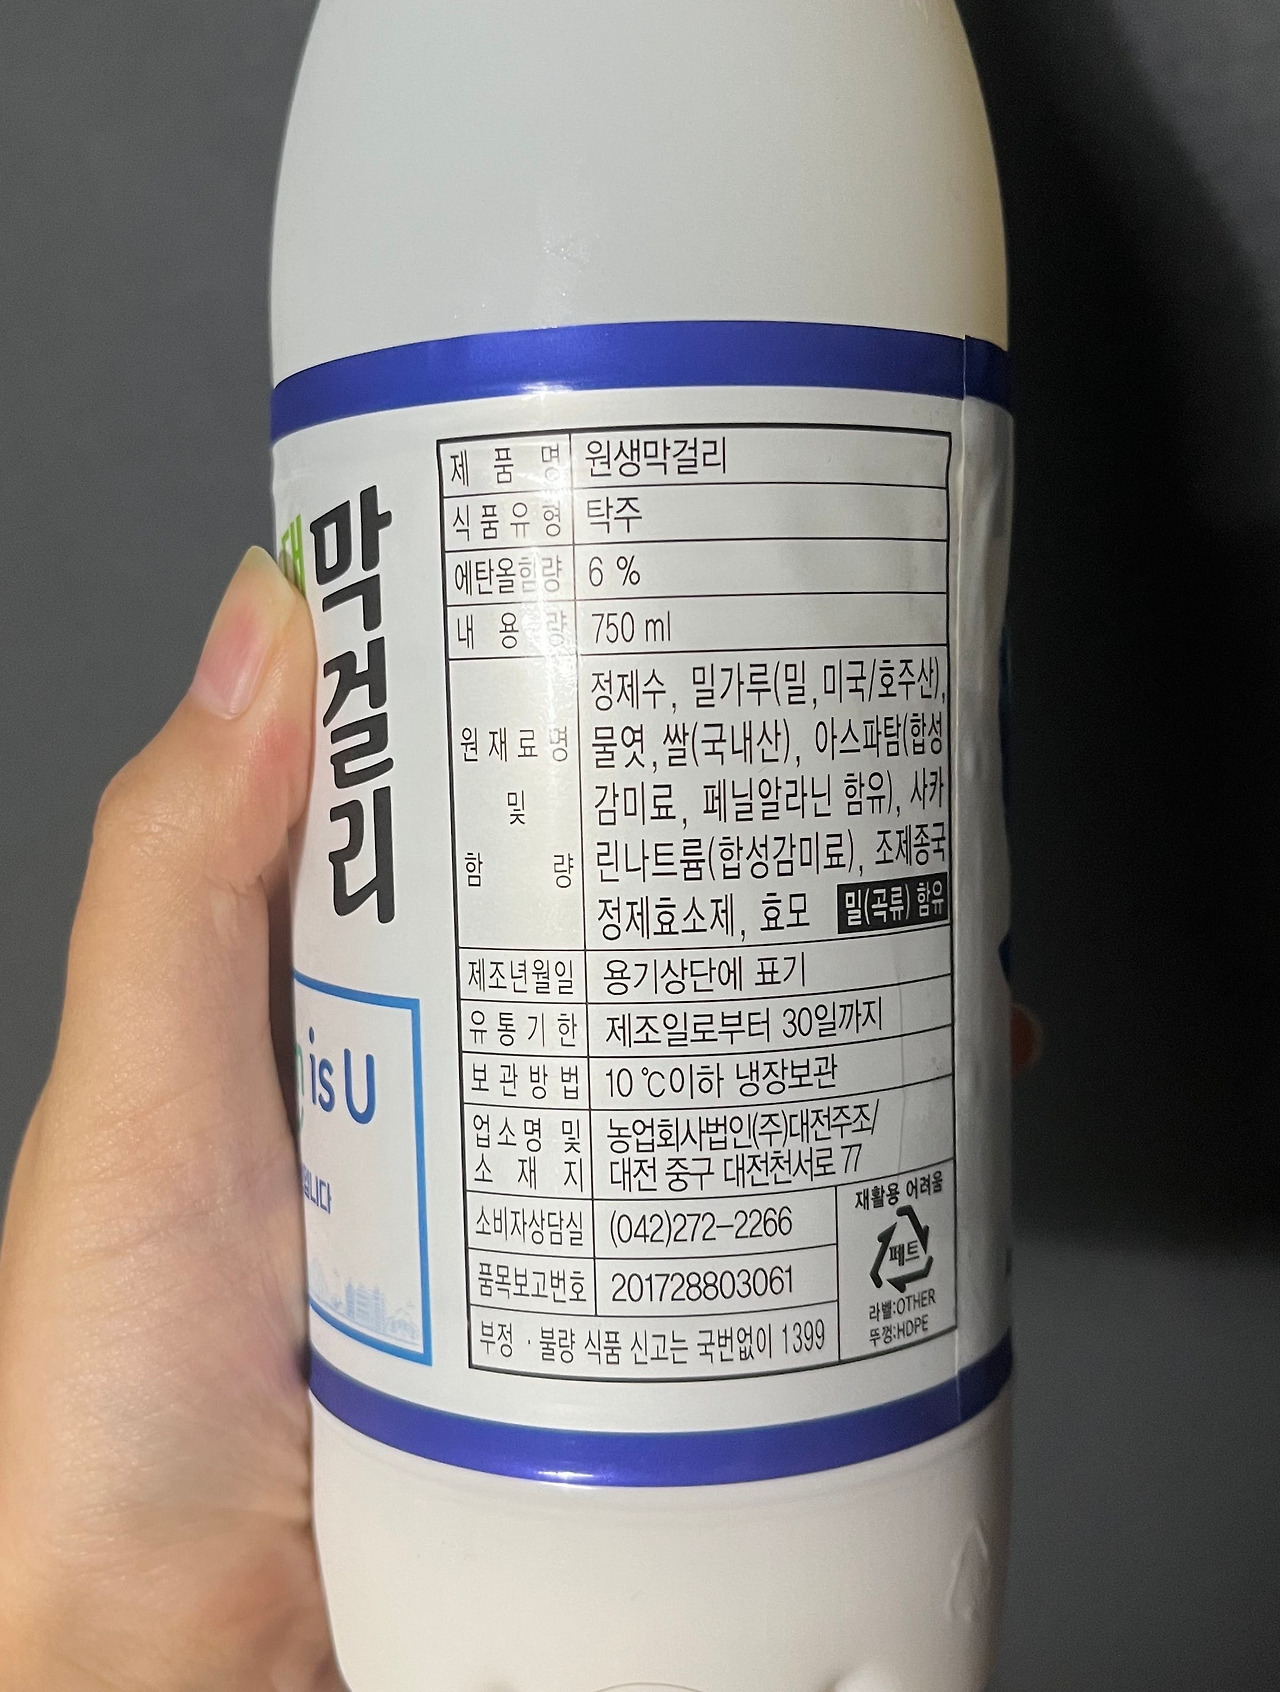 막걸리
is U
입니다
제 품 명 원생막걸리
식품유형 탁주
에탄올함량 6 %
내 용 량 750 ml
원재료명 및 함 량
정제수, 밀가루(밀,미국/호주산),
물엿,쌀(국내산), 아스파탐(합성
감미료, 페닐알라닌 함유), 사카
린나트륨(합성감미료), 조제종국
정제효소제, 효모 밀(곡류) 함유
제조년월일 용기상단에 표기
유통기한 제조일로부터 30일까지
보관방법 10℃이하 냉장보관
업소명 및 농업회사법인(주)대전주조/
소 재 지 대전 중구 대전천서로 77
소비자상담실 (042)272-2266
품목보고번호 201728803061
부정·불량 식품 신고는 국번없이 1399
재활용 어려움
페트
라벨:OTHER
뚜껑:HDPE